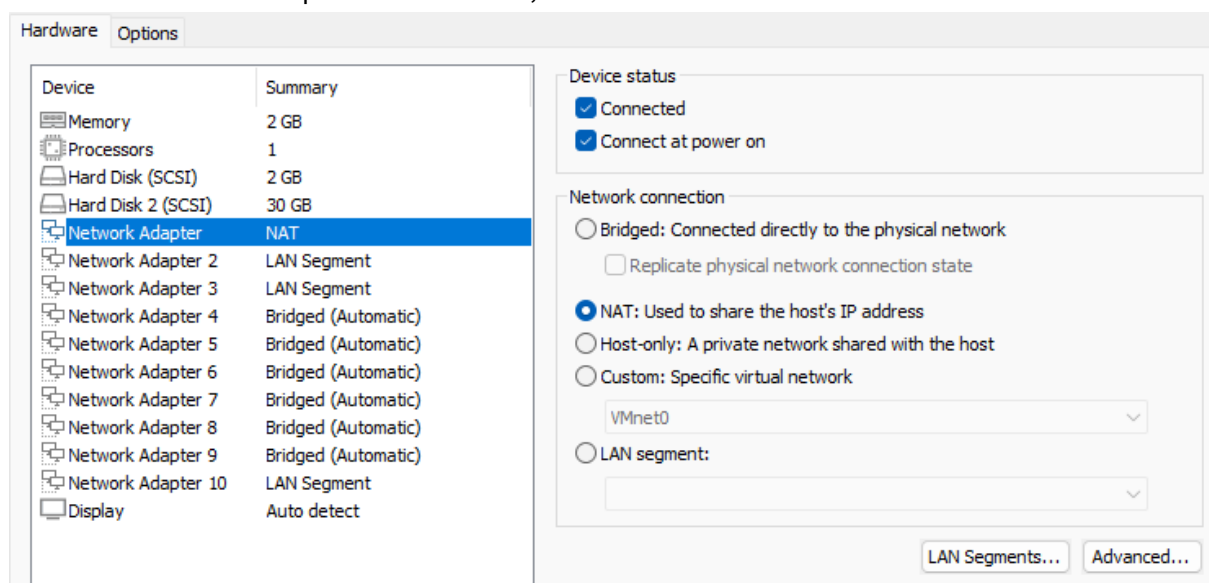 Hardware Options
Device Summary
Memory 2 GB
Processors 1
Hard Disk (SCSI) 2 GB
Hard Disk 2 (SCSI) 30 GB
Network Adapter NAT
Network Adapter 2 LAN Segment
Network Adapter 3 LAN Segment
Network Adapter 4 Bridged (Automatic)
Network Adapter 5 Bridged (Automatic)
Network Adapter 6 Bridged (Automatic)
Network Adapter 7 Bridged (Automatic)
Network Adapter 8 Bridged (Automatic)
Network Adapter 9 Bridged (Automatic)
Network Adapter 10 LAN Segment
Display Auto detect
Device status
Connected
Connect at power on
Network connection
Bridged: Connected directly to the physical network
Replicate physical network connection state
NAT: Used to share the host's IP address
Host-only: A private network shared with the host
Custom: Specific virtual network
VMnet0
LAN segment:
LAN Segments... Advanced...